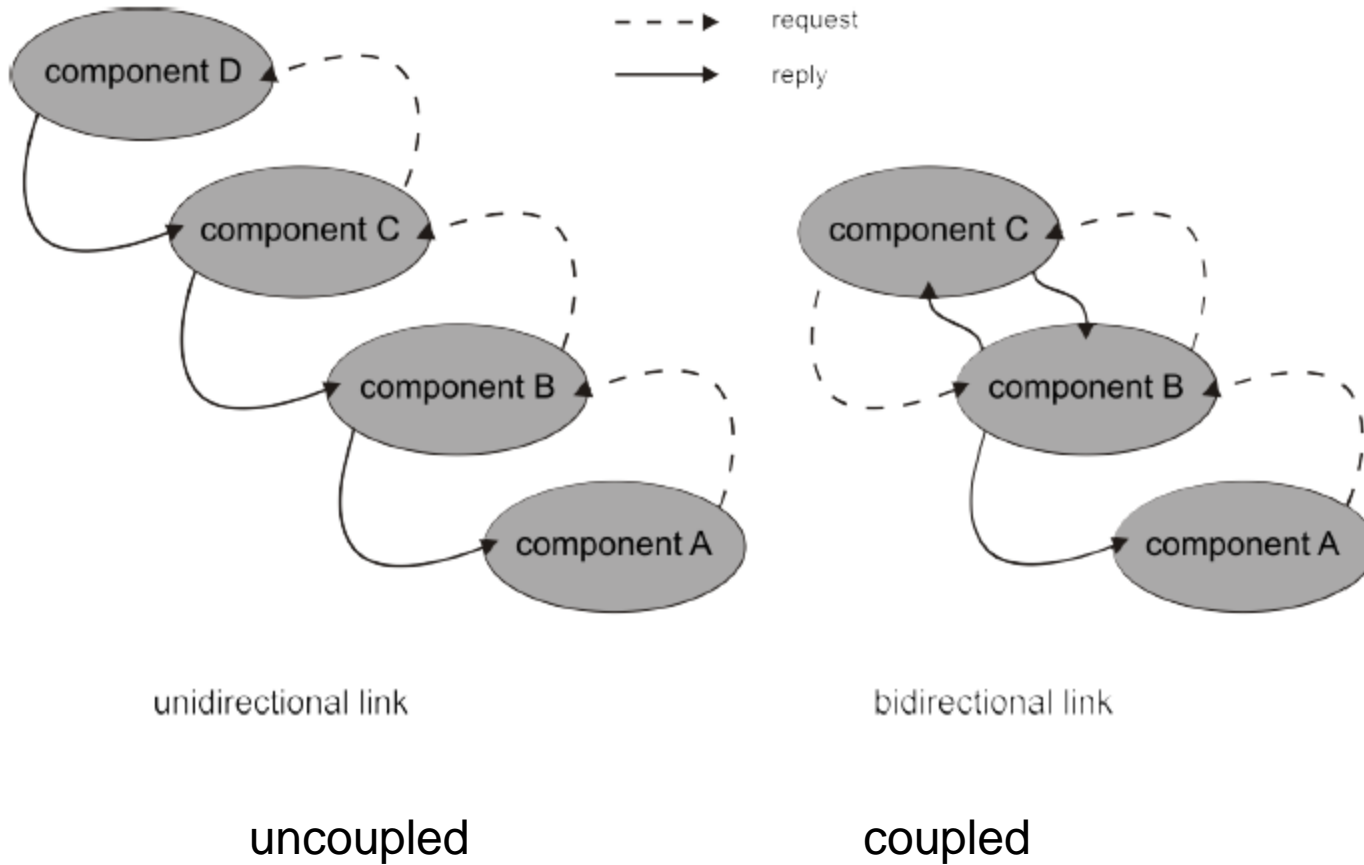 request
component D
reply
component C
component C
component B
component B
component A
component A
unidirectional link
bidirectional link
uncoupled
coupled